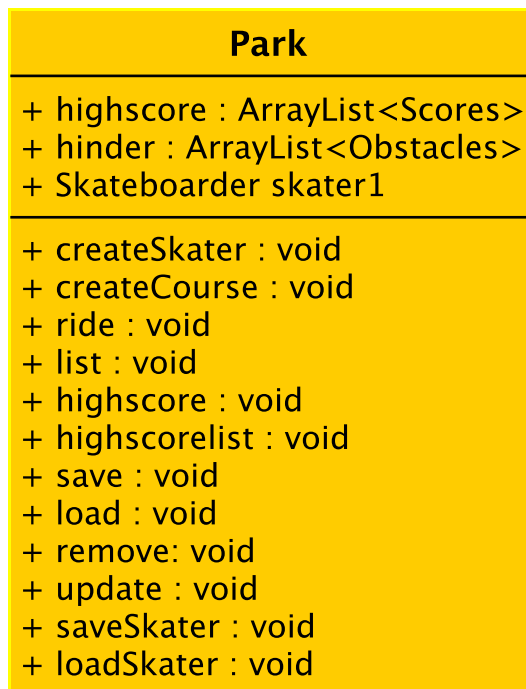 Park
+ highscore : ArrayList<Scores>
+ hinder : ArrayList<Obstacles>
+ Skateboarder skater1
+ createSkater : void
+ createCourse : void
+ ride : void
+ list : void
+ highscore : void
+ highscorelist : void
+ save : void
+ load : void
+ remove: void
+ update : void
+ saveSkater : void
+ loadSkater : void